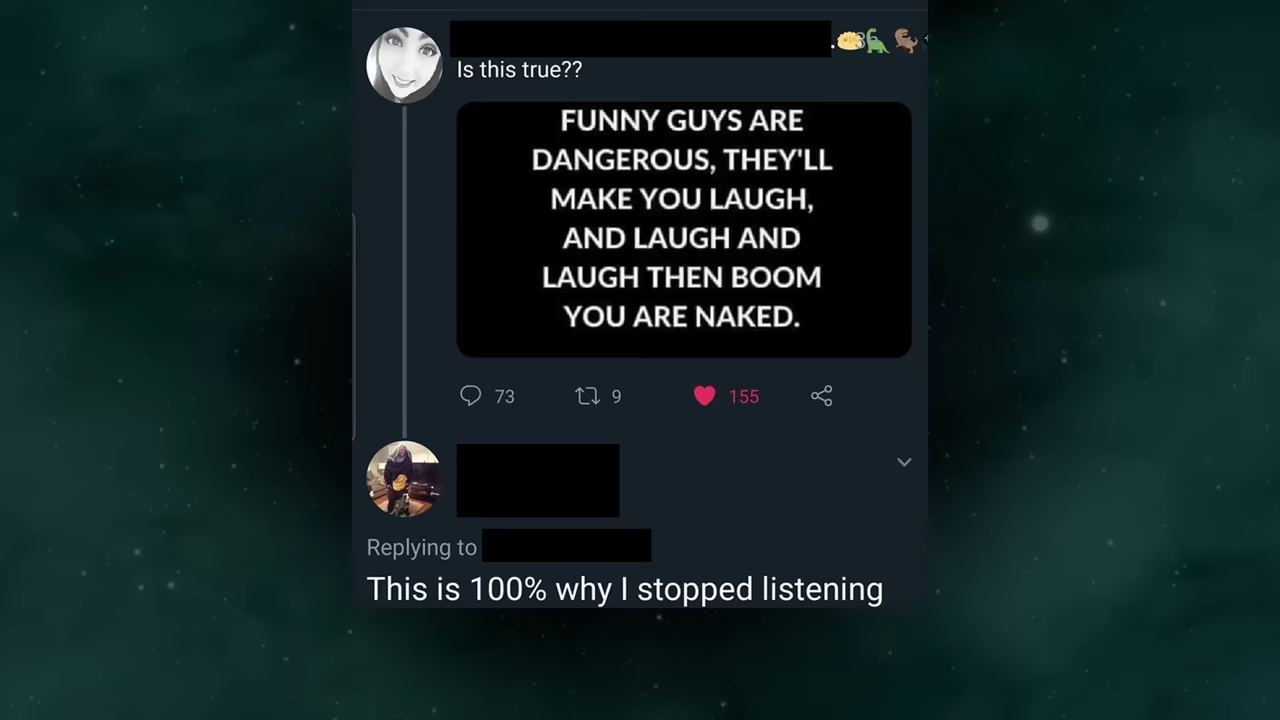 Is this true??
FUNNY GUYS ARE
DANGEROUS, THEY'LL
MAKE YOU LAUGH,
AND LAUGH AND
LAUGH THEN BOOM
YOU ARE NAKED.
73 9 155
Replying to
This is 100% why I stopped listening